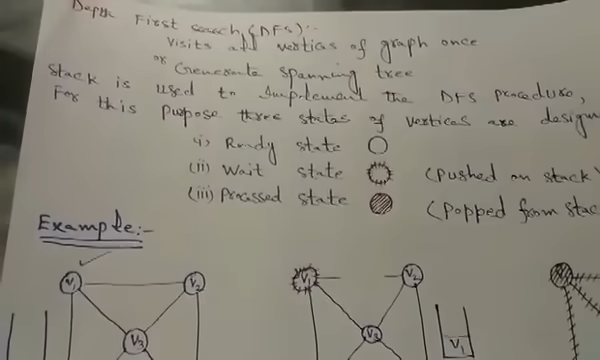 Depth First search (DFS):-
Visits all vertices of graph once
or Generate Spanning tree
Stack is used to Implement the DFS procedure,
For this purpose three states of vertices are design
i) Ready state
(ii) Wait state (Pushed on stack)
(iii) Processed state (Popped from stac
Example:-
V1 V2 V1 V2
V3 V3 V1